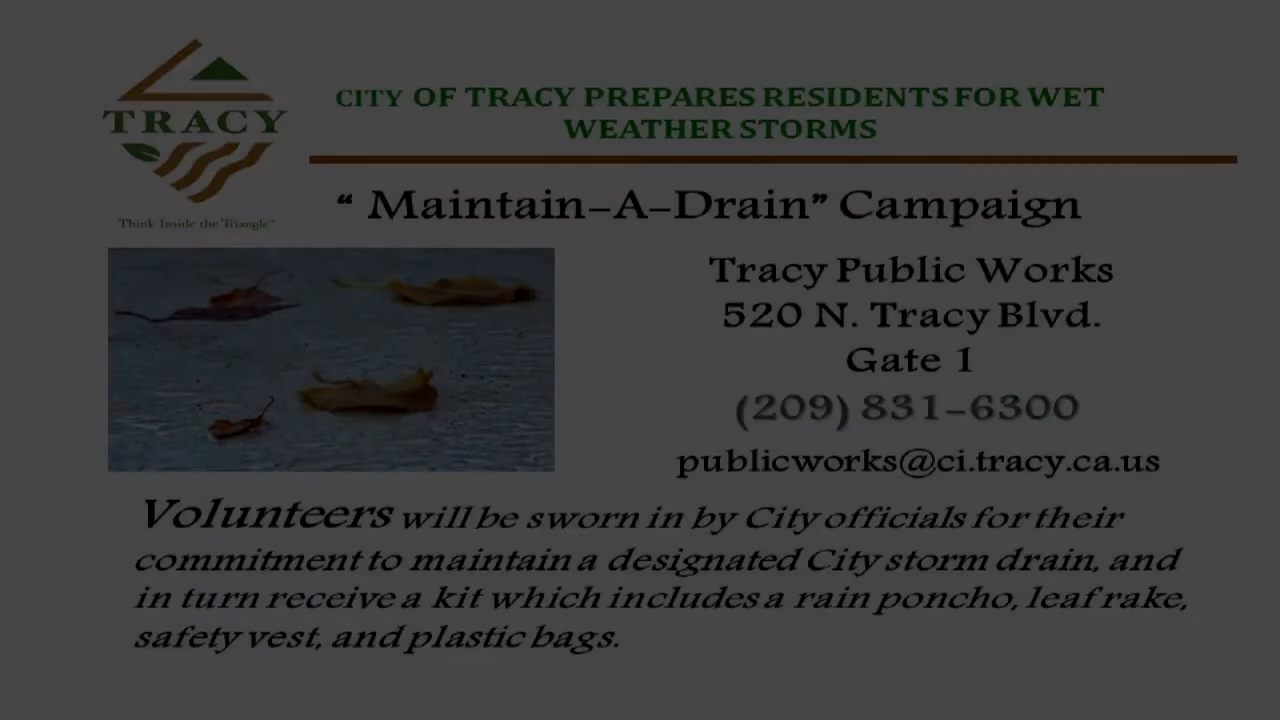 TRACY
Think Inside the Triangle™
CITY OF TRACY PREPARES RESIDENTS FOR WET
WEATHER STORMS
“ Maintain-A-Drain” Campaign
Tracy Public Works
520 N. Tracy Blvd.
Gate 1
(209) 831-6300
publicworks@ci.tracy.ca.us
Volunteers will be sworn in by City officials for their
commitment to maintain a designated City storm drain, and
in turn receive a kit which includes a rain poncho, leaf rake,
safety vest, and plastic bags.